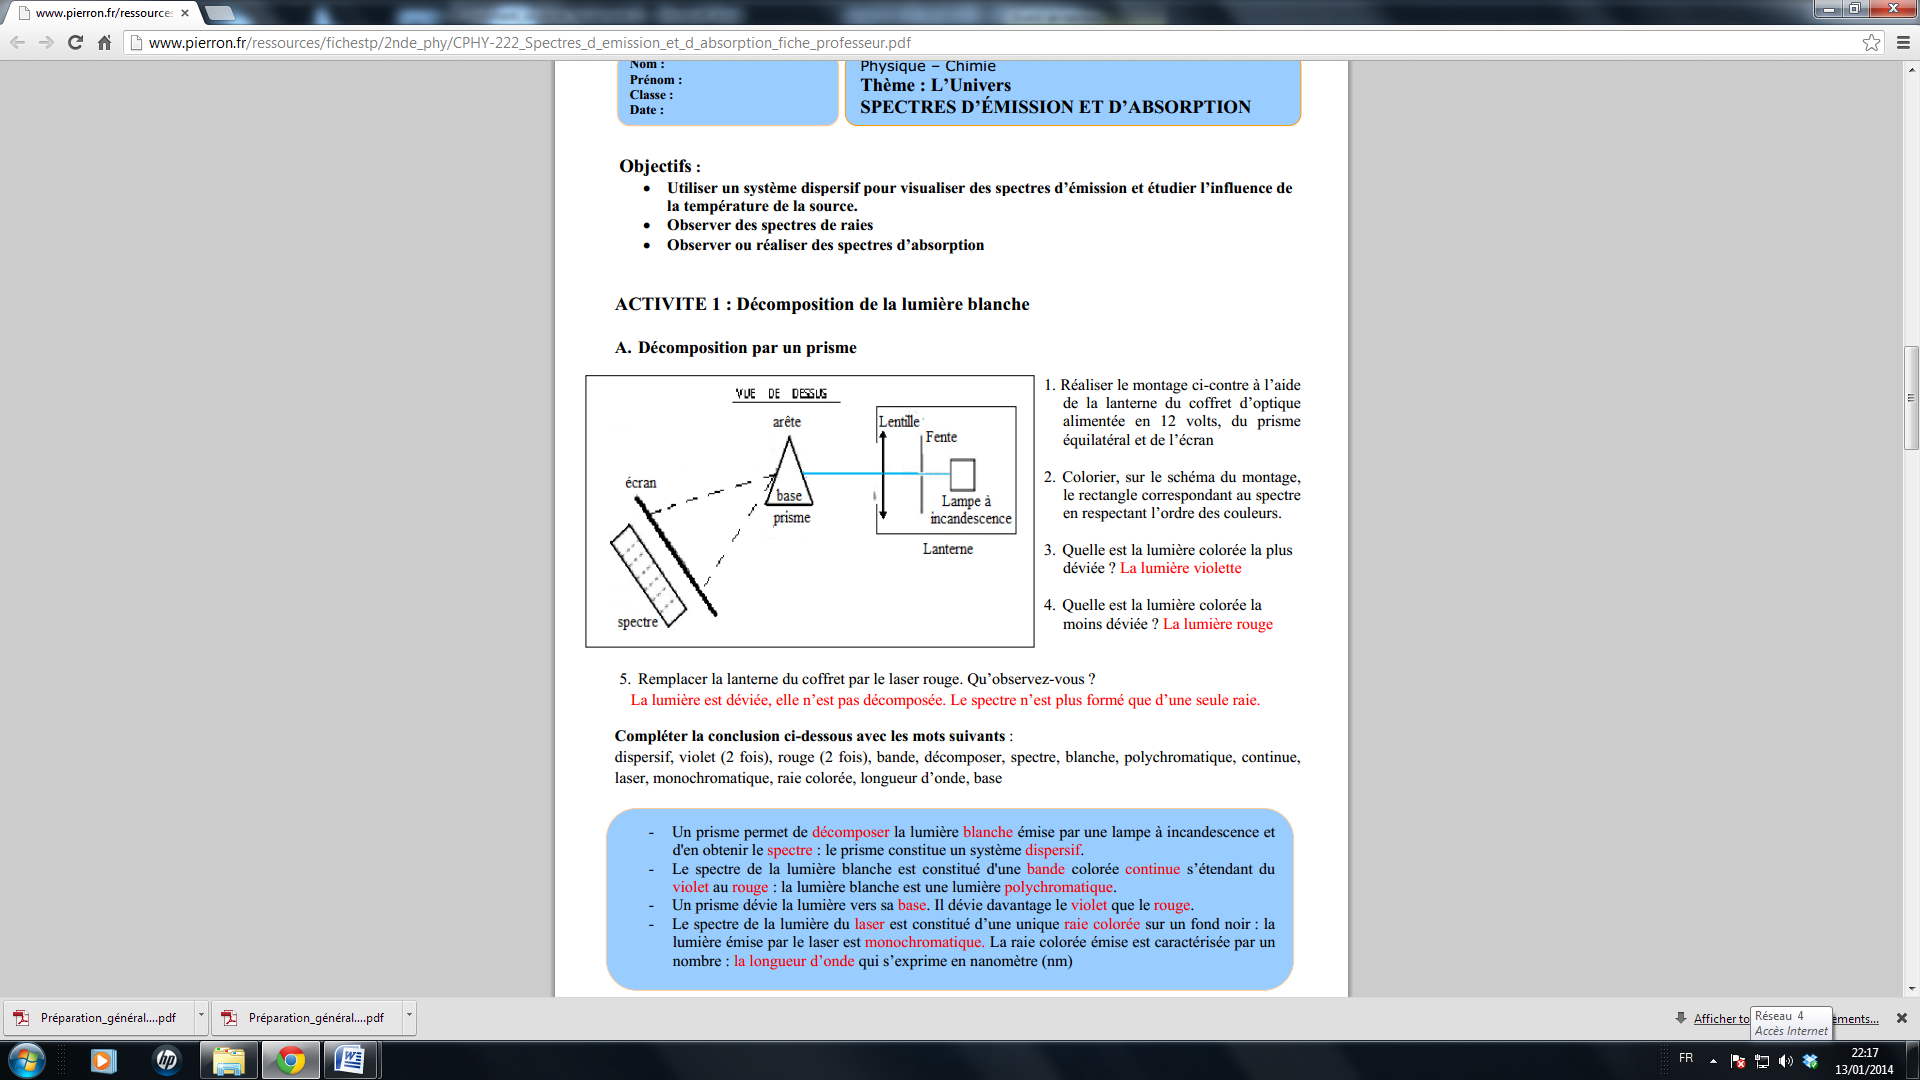 www.pierron.fr/ressources
www.pierron.fr/ressources/fichestp/2nde_phy/CPHY-222_Spectres_d_emission_et_d_absorption_fiche_professeur.pdf
Nom :
Prénom :
Classe :
Date :
Physique – Chimie
Thème : L’Univers
SPECTRES D’ÉMISSION ET D’ABSORPTION
Objectifs :
• Utiliser un système dispersif pour visualiser des spectres d’émission et étudier l’influence de
la température de la source.
• Observer des spectres de raies
• Observer ou réaliser des spectres d’absorption
ACTIVITE 1 : Décomposition de la lumière blanche
A. Décomposition par un prisme
VUE DE DESSUS
arête
Lentille
Fente
écran
base
prisme
Lampe à
incandescence
Lanterne
spectre
1. Réaliser le montage ci-contre à l’aide
de la lanterne du coffret d’optique
alimentée en 12 volts, du prisme
équilatéral et de l’écran
2. Colorier, sur le schéma du montage,
le rectangle correspondant au spectre
en respectant l’ordre des couleurs.
3. Quelle est la lumière colorée la plus
déviée ? La lumière violette
4. Quelle est la lumière colorée la
moins déviée ? La lumière rouge
5. Remplacer la lanterne du coffret par le laser rouge. Qu’observez-vous ?
La lumière est déviée, elle n’est pas décomposée. Le spectre n’est plus formé que d’une seule raie.
Compléter la conclusion ci-dessous avec les mots suivants :
dispersif, violet (2 fois), rouge (2 fois), bande, décomposer, spectre, blanche, polychromatique, continue,
laser, monochromatique, raie colorée, longueur d’onde, base
- Un prisme permet de décomposer la lumière blanche émise par une lampe à incandescence et
d'en obtenir le spectre : le prisme constitue un système dispersif.
- Le spectre de la lumière blanche est constitué d'une bande colorée continue s’étendant du
violet au rouge : la lumière blanche est une lumière polychromatique.
- Un prisme dévie la lumière vers sa base. Il dévie davantage le violet que le rouge.
- Le spectre de la lumière du laser est constitué d’une unique raie colorée sur un fond noir : la
lumière émise par le laser est monochromatique. La raie colorée émise est caractérisée par un
nombre : la longueur d’onde qui s’exprime en nanomètre (nm)
Préparation_général....pdf
Préparation_général....pdf
Afficher to
ements...
Réseau 4
Accès Internet
FR
22:17
13/01/2014